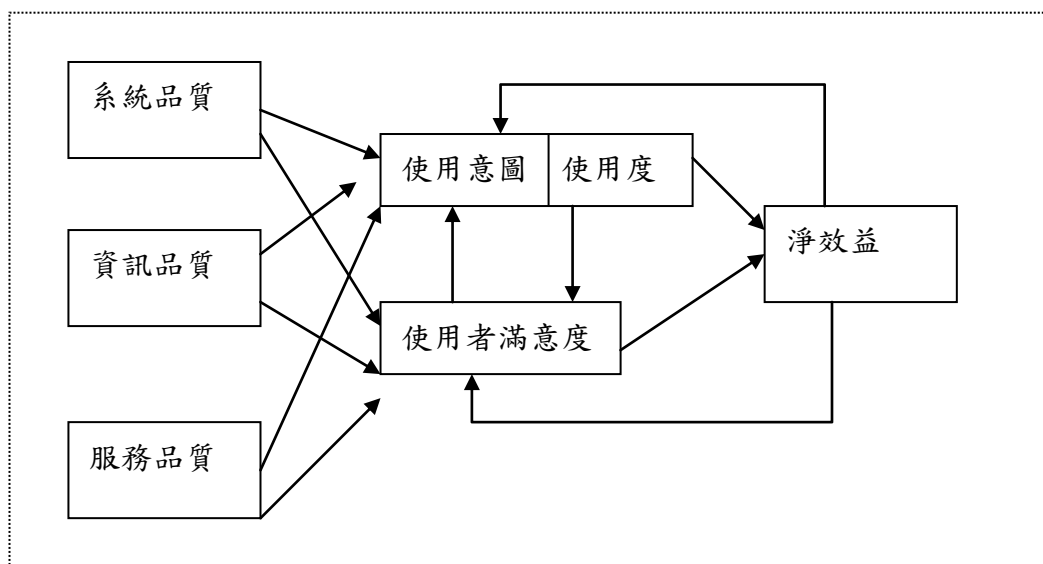 系統品質
使用意圖
使用度
資訊品質
淨效益
使用者滿意度
服務品質